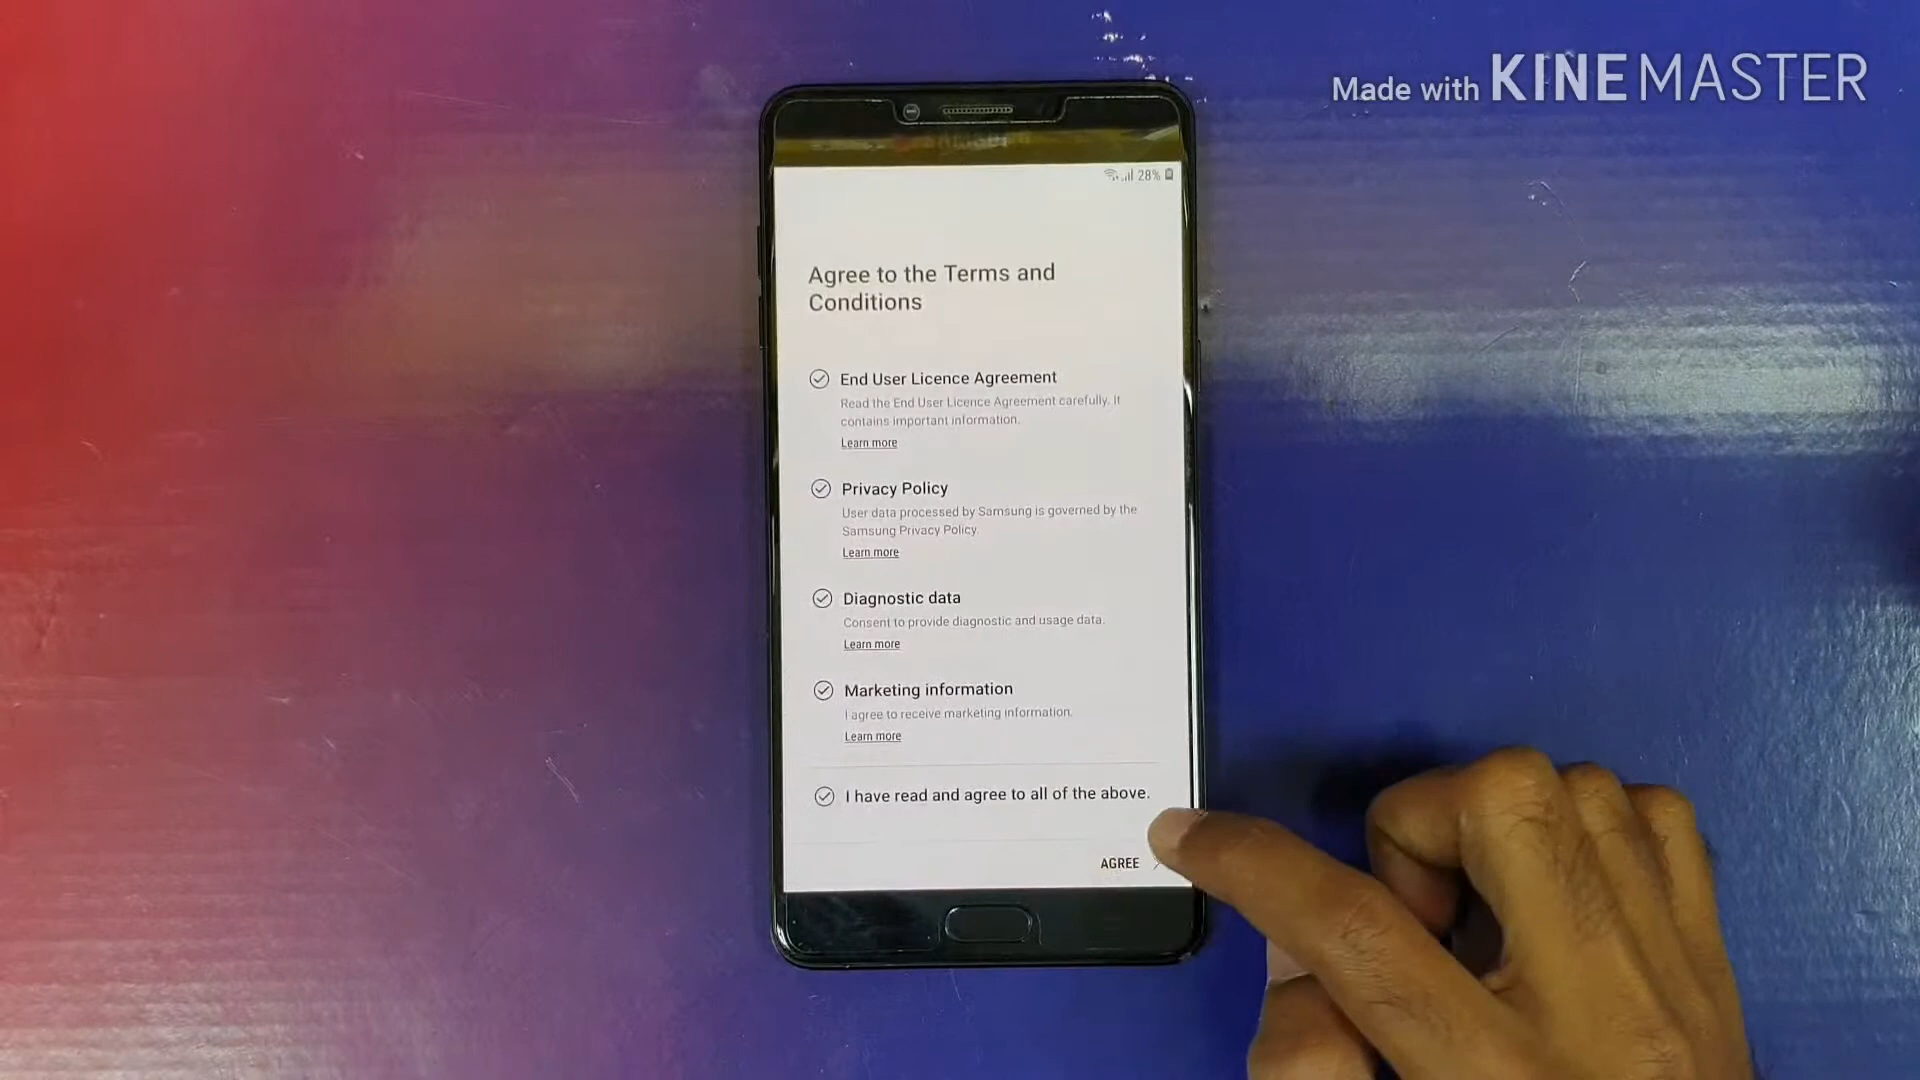 Made with KINEMASTER
SAMSUNG
28%
Agree to the Terms and
Conditions
End User Licence Agreement
Read the End User Licence Agreement carefully. It
contains important information.
Learn more
Privacy Policy
User data processed by Samsung is governed by the
Samsung Privacy Policy.
Learn more
Diagnostic data
Consent to provide diagnostic and usage data.
Learn more
Marketing information
I agree to receive marketing information.
Learn more
I have read and agree to all of the above.
AGREE